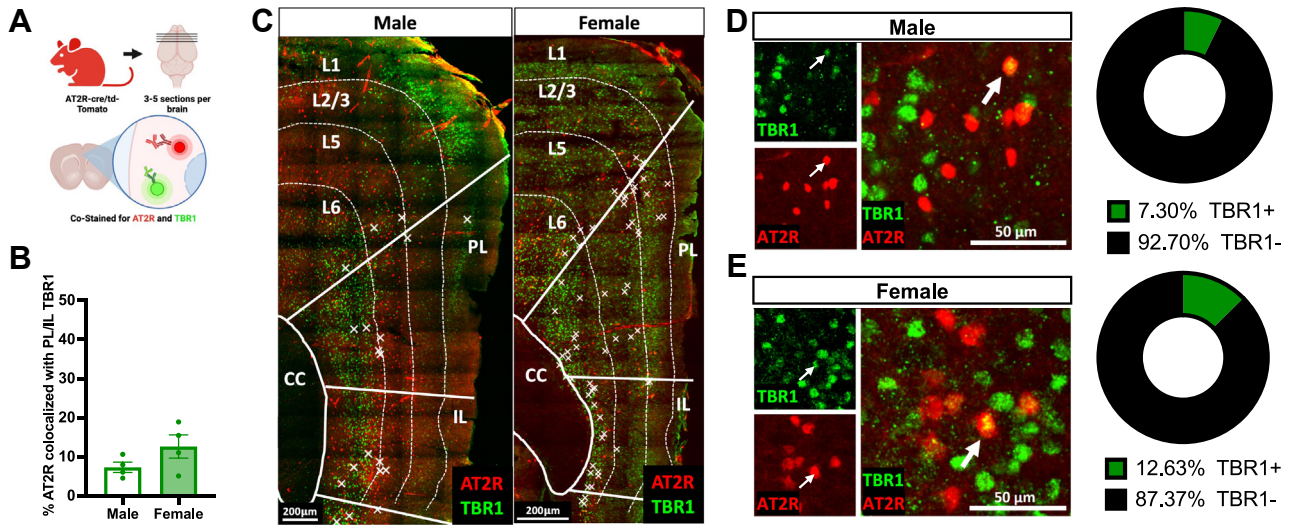 A
AT2R-cre/td-
Tomato
3-5 sections per
brain
Co-Stained for AT2R and TBR1
B
% AT2R colocalized with PL/IL TBR1
50
40
30
20
10
0
Male
Female
C
Male
L1
L2/3
L5
L6
PL
CC
IL
AT2R
TBR1
200µm
Female
L1
L2/3
L5
L6
PL
CC
IL
AT2R
TBR1
200µm
D
Male
TBR1
AT2R
TBR1
AT2R
50 µm
7.30% TBR1+
92.70% TBR1-
E
Female
TBR1
AT2R
TBR1
AT2R
50 µm
12.63% TBR1+
87.37% TBR1-